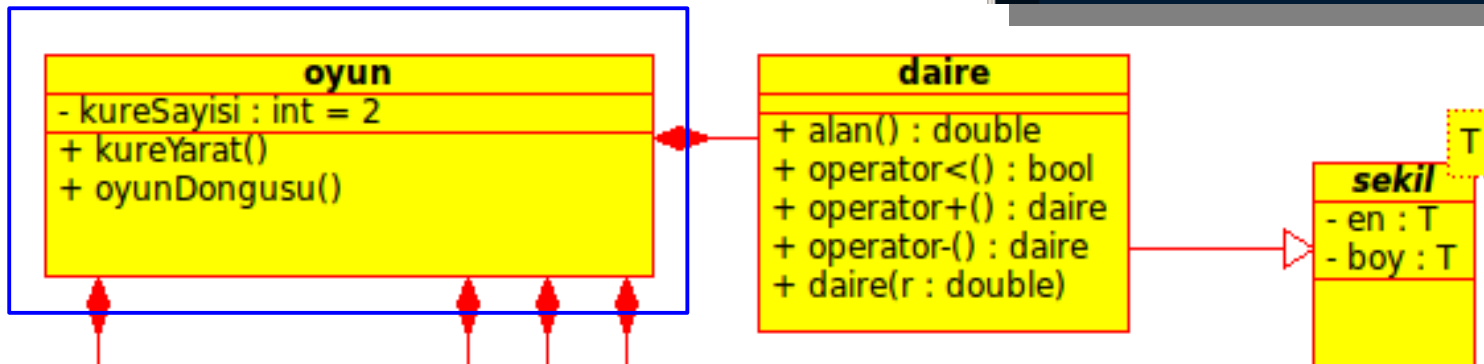 oyun
- kureSayisi : int = 2
+ kureYarat()
+ oyunDongusu()
daire
+ alan() : double
+ operator<() : bool
+ operator+() : daire
+ operator-() : daire
+ daire(r : double)
T
sekil
- en : T
- boy : T